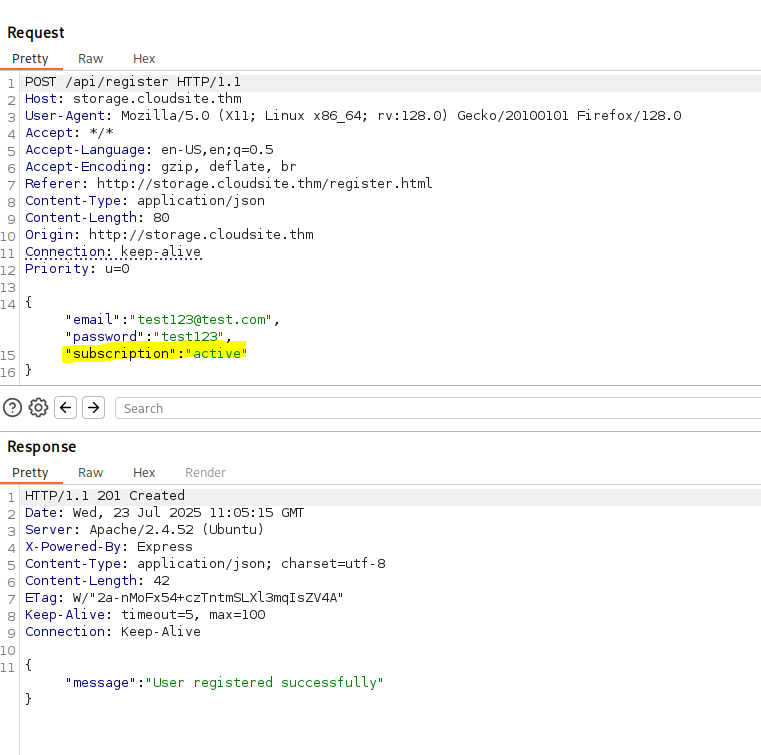 Request
Pretty Raw Hex
1 POST /api/register HTTP/1.1
2 Host: storage.cloudsite.thm
3 User-Agent: Mozilla/5.0 (X11; Linux x86_64; rv:128.0) Gecko/20100101 Firefox/128.0
4 Accept: */*
5 Accept-Language: en-US,en;q=0.5
6 Accept-Encoding: gzip, deflate, br
7 Referer: http://storage.cloudsite.thm/register.html
8 Content-Type: application/json
9 Content-Length: 80
10 Origin: http://storage.cloudsite.thm
11 Connection: keep-alive
12 Priority: u=0
13
14 {
"email":"test123@test.com",
"password":"test123",
15 "subscription":"active"
16 }
Search
Response
Pretty Raw Hex Render
1 HTTP/1.1 201 Created
2 Date: Wed, 23 Jul 2025 11:05:15 GMT
3 Server: Apache/2.4.52 (Ubuntu)
4 X-Powered-By: Express
5 Content-Type: application/json; charset=utf-8
6 Content-Length: 42
7 ETag: W/"2a-nMoFx54+czTntmSLXl3mqIsZV4A"
8 Keep-Alive: timeout=5, max=100
9 Connection: Keep-Alive
10
11 {
"message":"User registered successfully"
}